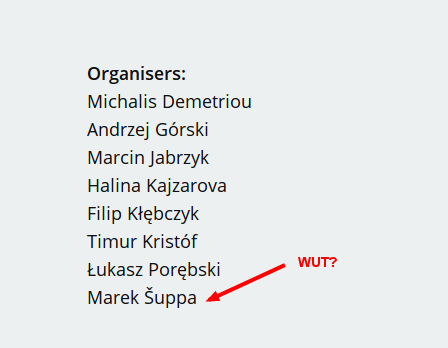 Organisers:
Michalis Demetriou
Andrzej Górski
Marcin Jabrzyk
Halina Kajzarova
Filip Kłębczyk
Timur Kristóf
Łukasz Porębski
WUT?
Marek Šuppa